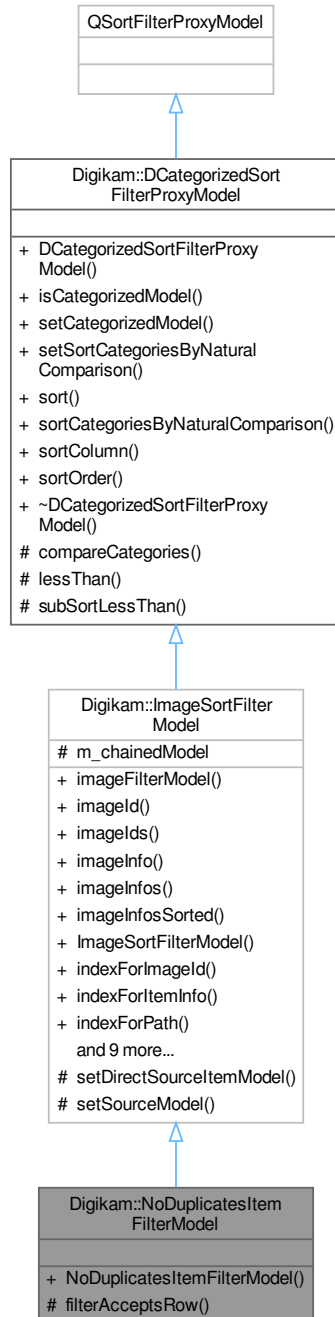 QSortFilterProxyModel
Digikam::DCategorizedSort
FilterProxyModel
+ DCategorizedSortFilterProxy
Model()
+ isCategorizedModel()
+ setCategorizedModel()
+ setSortCategoriesByNatural
Comparison()
+ sort()
+ sortCategoriesByNaturalComparison()
+ sortColumn()
+ sortOrder()
+ ~DCategorizedSortFilterProxy
Model()
# compareCategories()
# lessThan()
# subSortLessThan()
Digikam::ImageSortFilter
Model
# m_chainedModel
+ imageFilterModel()
+ imageId()
+ imageIds()
+ imageInfo()
+ imageInfos()
+ imageInfosSorted()
+ ImageSortFilterModel()
+ indexForImageId()
+ indexForItemInfo()
+ indexForPath()
and 9 more...
# setDirectSourceItemModel()
# setSourceModel()
Digikam::NoDuplicatesItem
FilterModel
+ NoDuplicatesItemFilterModel()
# filterAcceptsRow()